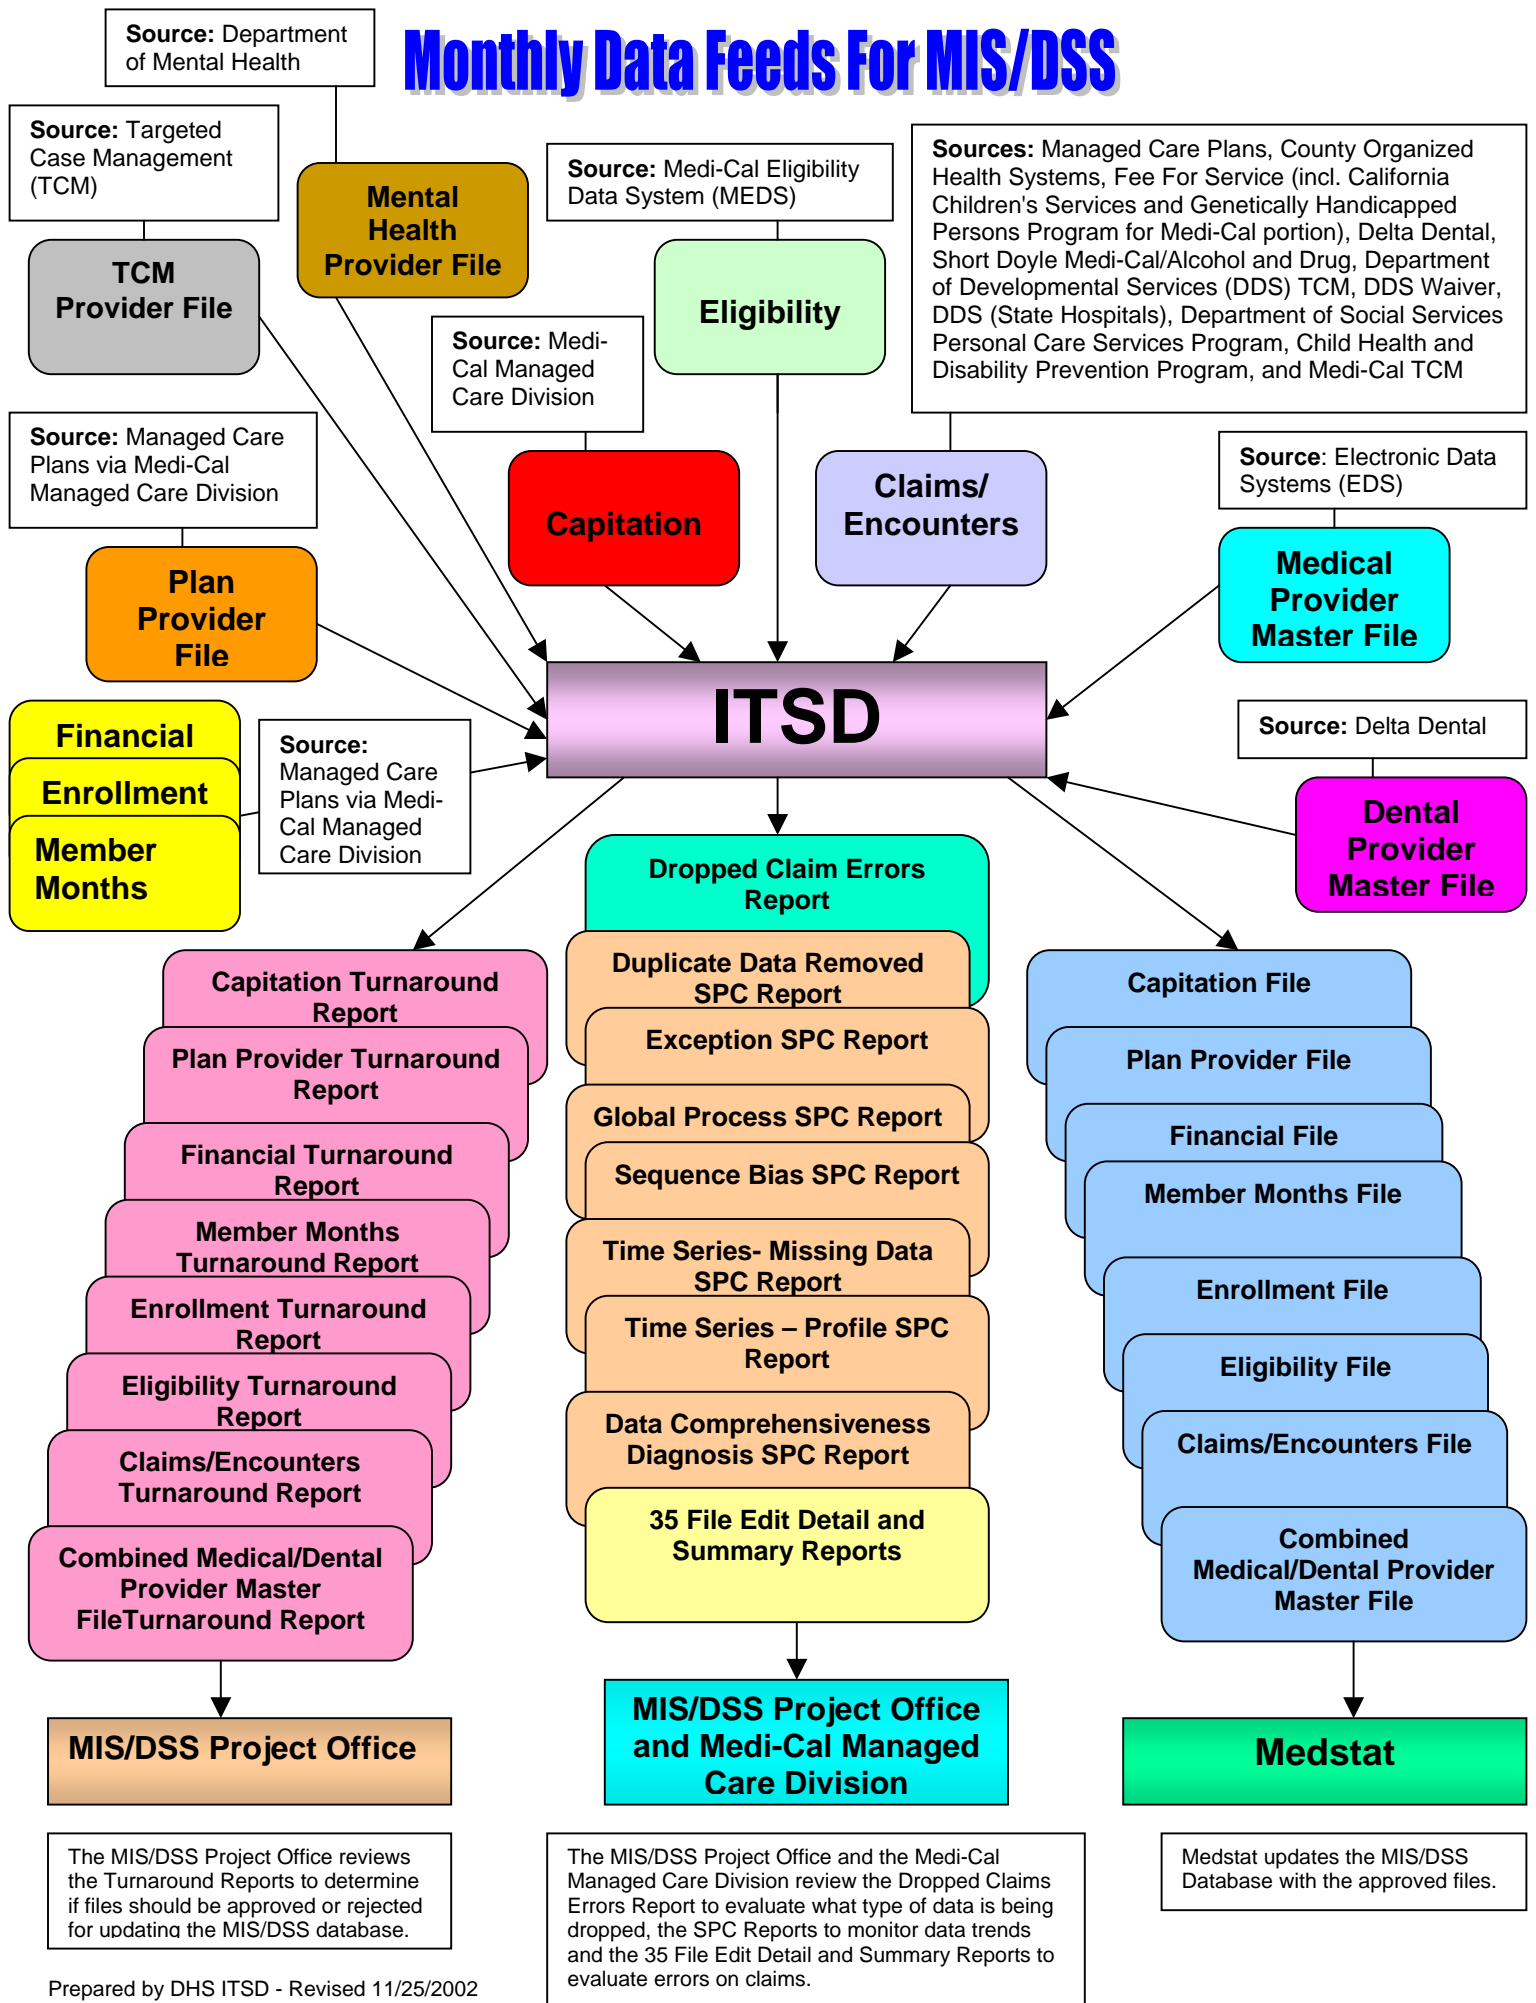 Monthly Data Feeds For MIS/DSS
Source: Department
of Mental Health
Source: Targeted
Case Management
(TCM)
Mental
Health
Provider File
Source: Medi-Cal Eligibility
Data System (MEDS)
Sources: Managed Care Plans, County Organized
Health Systems, Fee For Service (incl. California
Children's Services and Genetically Handicapped
Persons Program for Medi-Cal portion), Delta Dental,
Short Doyle Medi-Cal/Alcohol and Drug, Department
of Developmental Services (DDS) TCM, DDS Waiver,
DDS (State Hospitals), Department of Social Services
Personal Care Services Program, Child Health and
Disability Prevention Program, and Medi-Cal TCM
TCM
Provider File
Eligibility
Source: Medi-
Cal Managed
Care Division
Source: Managed Care
Plans via Medi-Cal
Managed Care Division
Capitation
Claims/
Encounters
Source: Electronic Data
Systems (EDS)
Plan
Provider
File
Medical
Provider
Master File
ITSD
Financial
Enrollment
Member
Months
Source:
Managed Care
Plans via Medi-
Cal Managed
Care Division
Source: Delta Dental
Dental
Provider
Master File
Capitation Turnaround
Report
Plan Provider Turnaround
Report
Financial Turnaround
Report
Member Months
Turnaround Report
Enrollment Turnaround
Report
Eligibility Turnaround
Report
Claims/Encounters
Turnaround Report
Combined Medical/Dental
Provider Master
FileTurnaround Report
Dropped Claim Errors
Report
Duplicate Data Removed
SPC Report
Exception SPC Report
Global Process SPC Report
Sequence Bias SPC Report
Time Series- Missing Data
SPC Report
Time Series – Profile SPC
Report
Data Comprehensiveness
Diagnosis SPC Report
35 File Edit Detail and
Summary Reports
Capitation File
Plan Provider File
Financial File
Member Months File
Enrollment File
Eligibility File
Claims/Encounters File
Combined
Medical/Dental Provider
Master File
MIS/DSS Project Office
MIS/DSS Project Office
and Medi-Cal Managed
Care Division
Medstat
The MIS/DSS Project Office reviews
the Turnaround Reports to determine
if files should be approved or rejected
for updating the MIS/DSS database.
The MIS/DSS Project Office and the Medi-Cal
Managed Care Division review the Dropped Claims
Errors Report to evaluate what type of data is being
dropped, the SPC Reports to monitor data trends
and the 35 File Edit Detail and Summary Reports to
evaluate errors on claims.
Medstat updates the MIS/DSS
Database with the approved files.
Prepared by DHS ITSD - Revised 11/25/2002